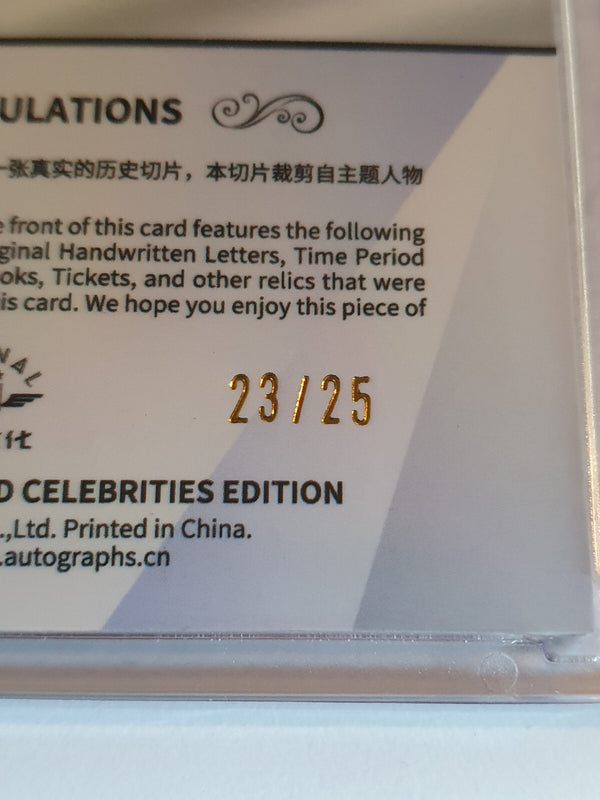 ULATIONS
一张真实的历史切片，本切片裁剪自主题人物
e front of this card features the following
ginal Handwritten Letters, Time Period
oks, Tickets, and other relics that were
is card. We hope you enjoy this piece of
NAL
23/25
代
D CELEBRITIES EDITION
.,Ltd. Printed in China.
.autographs.cn